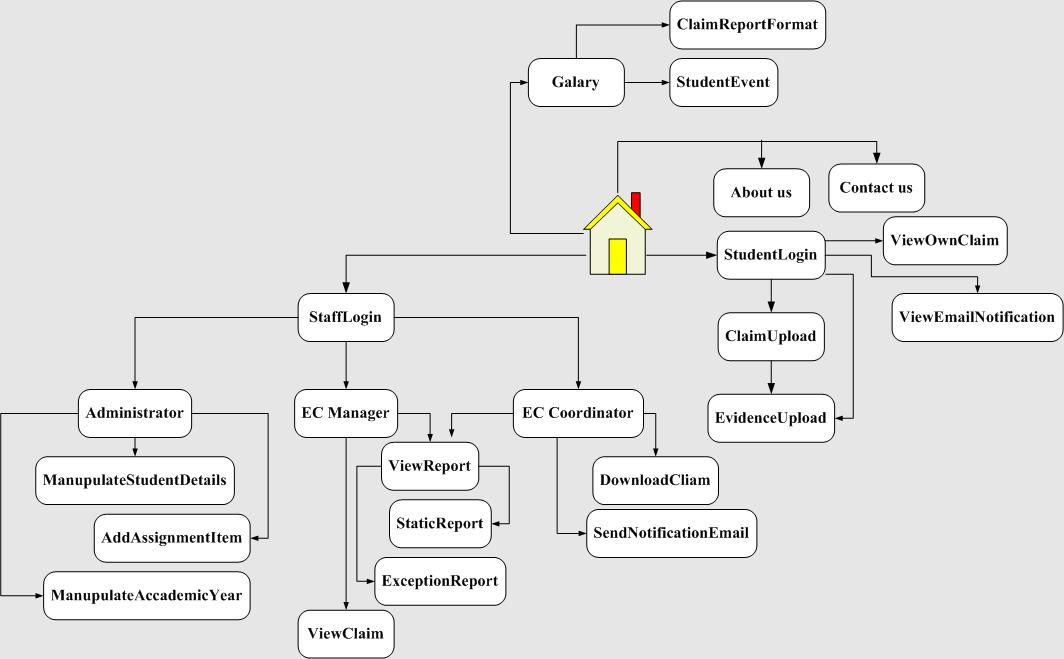 ClaimReportFormat
Galary
StudentEvent
About us
Contact us
StudentLogin
ViewOwnClaim
ViewEmailNotification
StaffLogin
ClaimUpload
Administrator
EC Manager
EC Coordinator
EvidenceUpload
ViewReport
ManupulateStudentDetails
DownloadCliam
StaticReport
SendNotificationEmail
AddAssignmentItem
ExceptionReport
ManupulateAccademicYear
ViewClaim